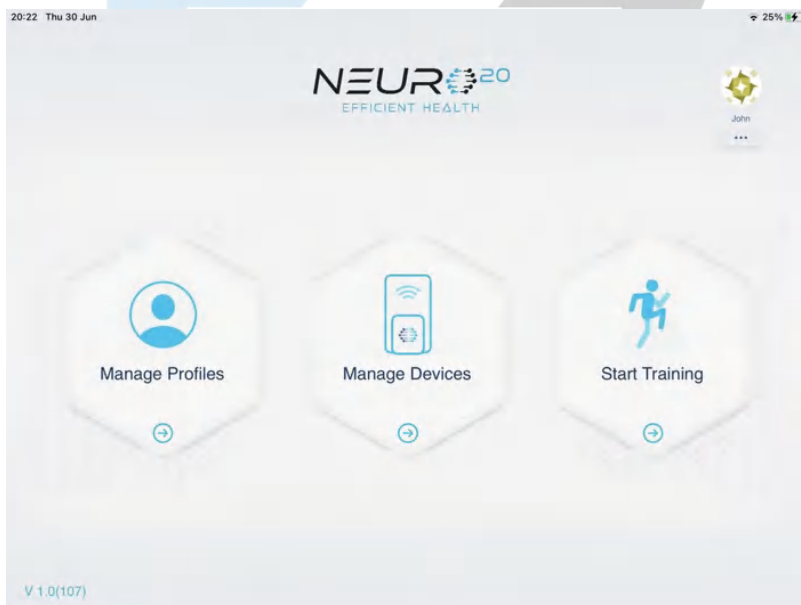 20:22 Thu 30 Jun 25%
NEURO20
EFFICIENT HEALTH
John
...
Manage Profiles
Manage Devices
Start Training
V 1.0(107)